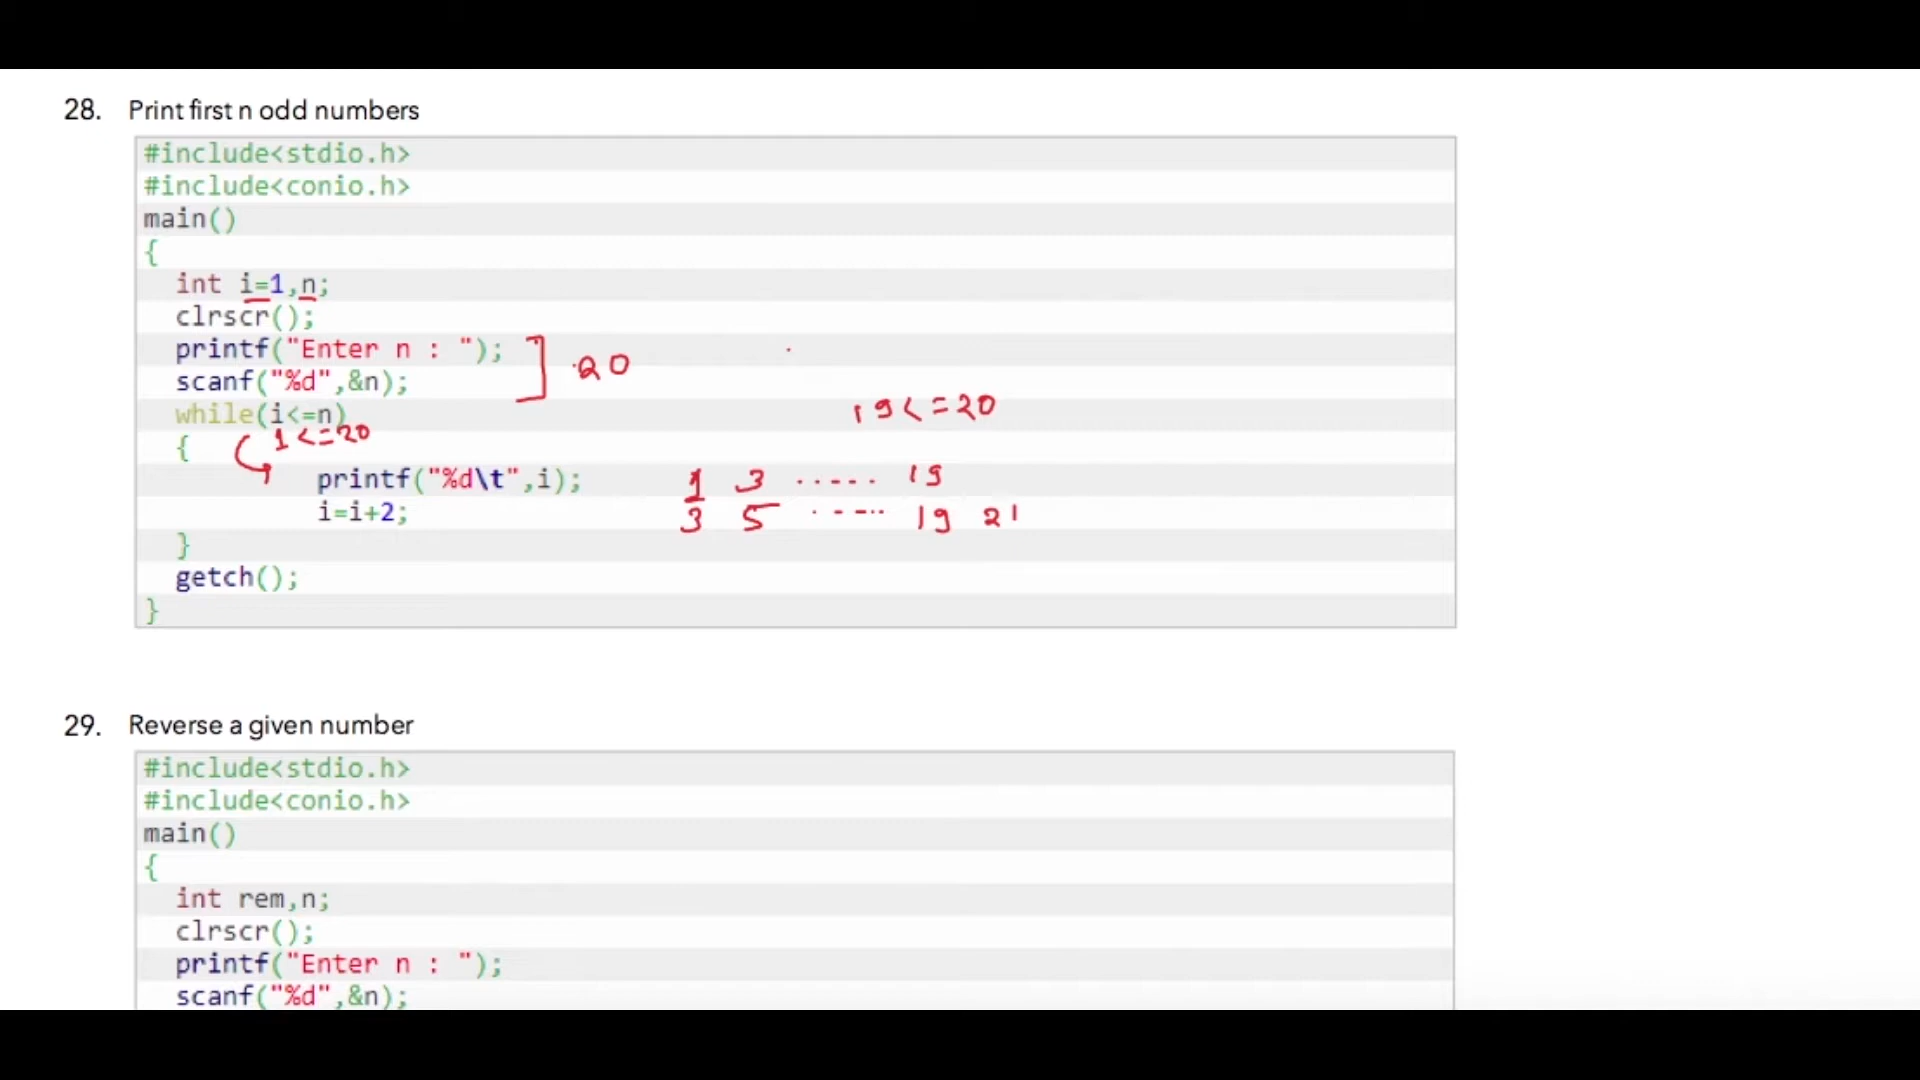 28. Print first n odd numbers
#include<stdio.h>
#include<conio.h>
main()
{
int i=1,n;
clrscr();
printf("Enter n : ");
20
scanf("%d",&n);
while(i<=n)
19<=20
{
1<=20
printf("%d\t",i);
1 3 ..... 19
i=i+2;
3 5 ..... 19 21
}
getch();
}
29. Reverse a given number
#include<stdio.h>
#include<conio.h>
main()
{
int rem,n;
clrscr();
printf("Enter n : ");
scanf("%d",&n);